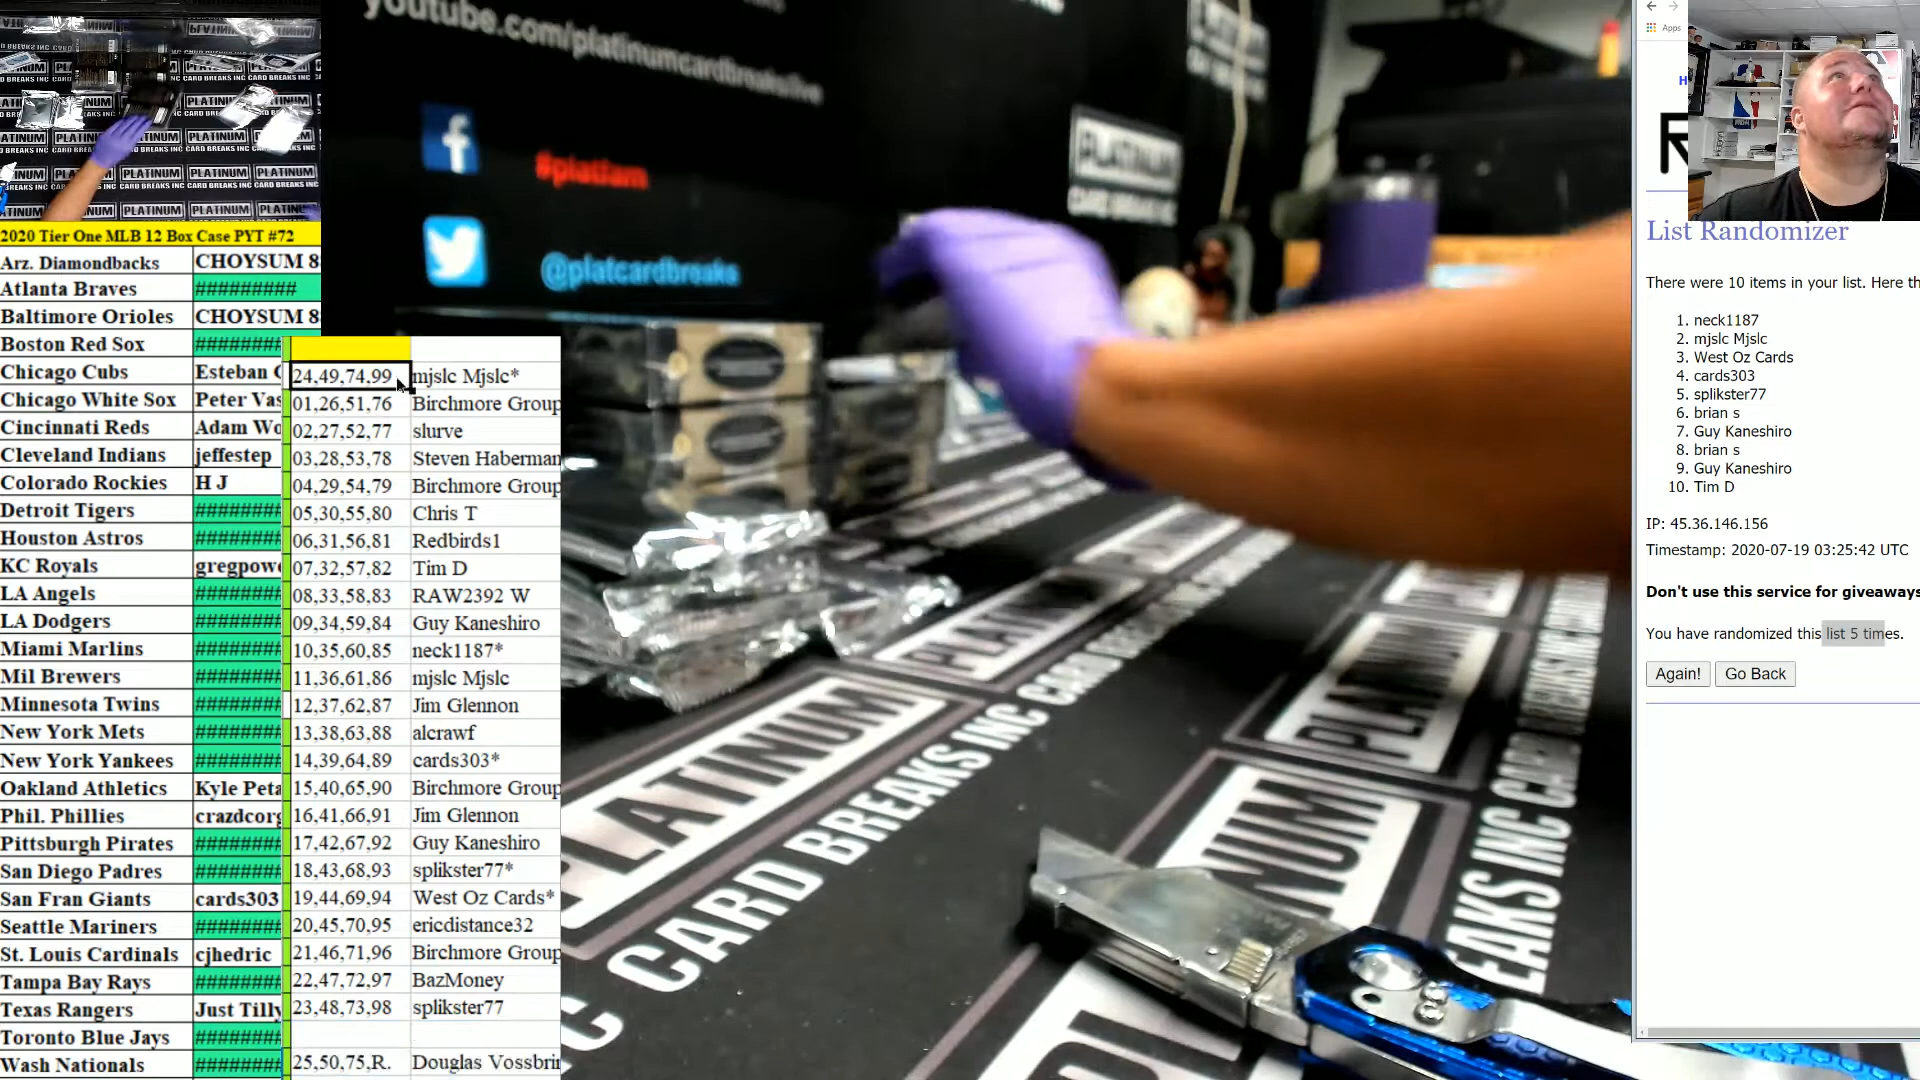 youtube.com/platinumcardbreakslive
#platfam
@platcardbreaks
PLATINUM
CARD BREAKS INC
2020 Tier One MLB 12 Box Case PYT #72
Arz. Diamondbacks CHOYSUM 8
Atlanta Braves #########
Baltimore Orioles CHOYSUM 8
Boston Red Sox ########
Chicago Cubs Esteban
Chicago White Sox Peter Vas
Cincinnati Reds Adam Wo
Cleveland Indians jeffestep
Colorado Rockies H J
Detroit Tigers ########
Houston Astros ########
KC Royals gregpowe
LA Angels ########
LA Dodgers ########
Miami Marlins ########
Mil Brewers ########
Minnesota Twins ########
New York Mets ########
New York Yankees ########
Oakland Athletics Kyle Peta
Phil. Phillies crazdcorg
Pittsburgh Pirates ########
San Diego Padres ########
San Fran Giants cards303
Seattle Mariners ########
St. Louis Cardinals cjhedric
Tampa Bay Rays ########
Texas Rangers Just Tilly
Toronto Blue Jays ########
Wash Nationals ########
24,49,74,99 mjslc Mjslc*
01,26,51,76 Birchmore Group
02,27,52,77 slurve
03,28,53,78 Steven Haberman
04,29,54,79 Birchmore Group
05,30,55,80 Chris T
06,31,56,81 Redbirds1
07,32,57,82 Tim D
08,33,58,83 RAW2392 W
09,34,59,84 Guy Kaneshiro
10,35,60,85 neck1187*
11,36,61,86 mjslc Mjslc
12,37,62,87 Jim Glennon
13,38,63,88 alcrawf
14,39,64,89 cards303*
15,40,65,90 Birchmore Group
16,41,66,91 Jim Glennon
17,42,67,92 Guy Kaneshiro
18,43,68,93 splikster77*
19,44,69,94 West Oz Cards*
20,45,70,95 ericdistance32
21,46,71,96 Birchmore Group
22,47,72,97 BazMoney
23,48,73,98 splikster77
25,50,75,R. Douglas Vossbrin
PLATINUM
CARD BREAKS INC
Apps
List Randomizer
There were 10 items in your list. Here th
1. neck1187
2. mjslc Mjslc
3. West Oz Cards
4. cards303
5. splikster77
6. brian s
7. Guy Kaneshiro
8. brian s
9. Guy Kaneshiro
10. Tim D
IP: 45.36.146.156
Timestamp: 2020-07-19 03:25:42 UTC
Don't use this service for giveaways
You have randomized this list 5 times.
Again! Go Back